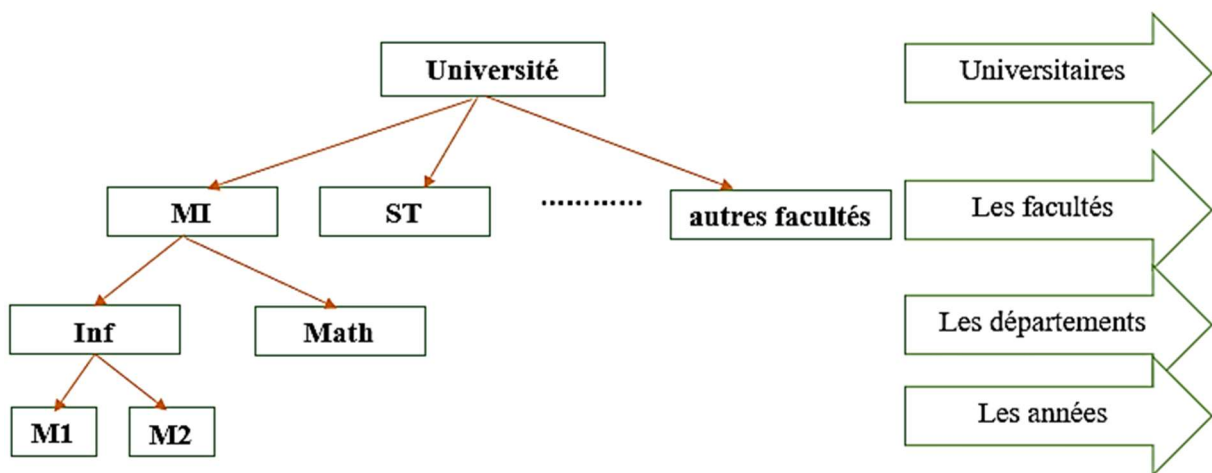 Université
Universitaires
MI
ST
............
autres facultés
Les facultés
Inf
Math
Les départements
M1
M2
Les années